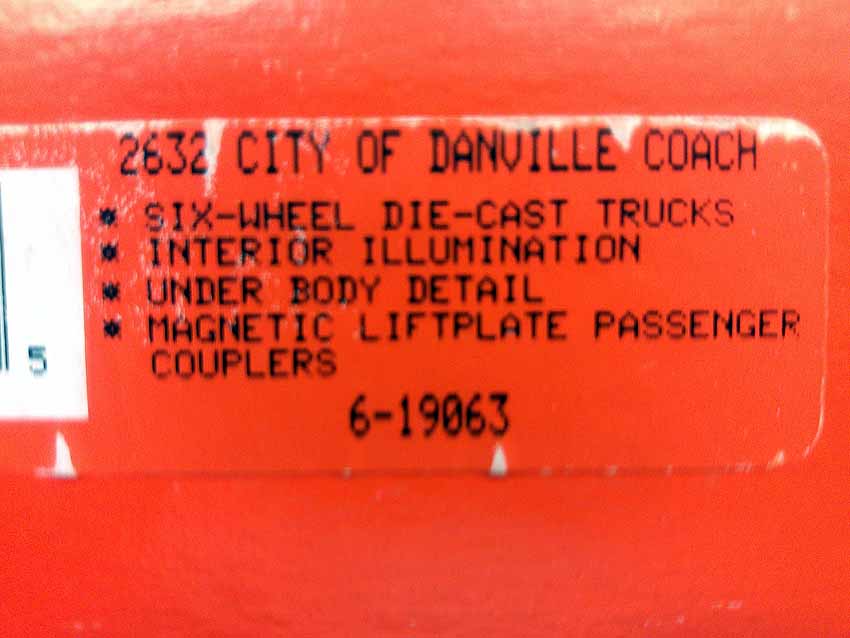 2632 CITY OF DANVILLE COACH
* SIX-WHEEL DIE-CAST TRUCKS
* INTERIOR ILLUMINATION
* UNDER BODY DETAIL
* MAGNETIC LIFTPLATE PASSENGER
COUPLERS
5
6-19063